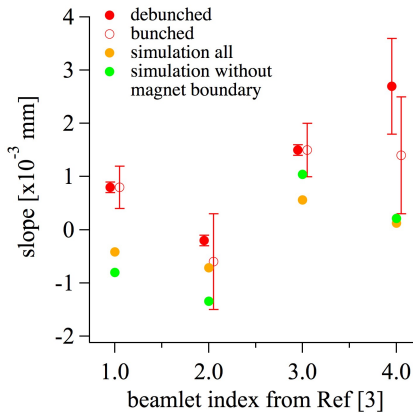 debunched
bunched
simulation all
simulation without
magnet boundary
4
3
2
1
0
-1
-2
slope [x10⁻³ mm]
1.0 2.0 3.0 4.0
beamlet index from Ref [3]